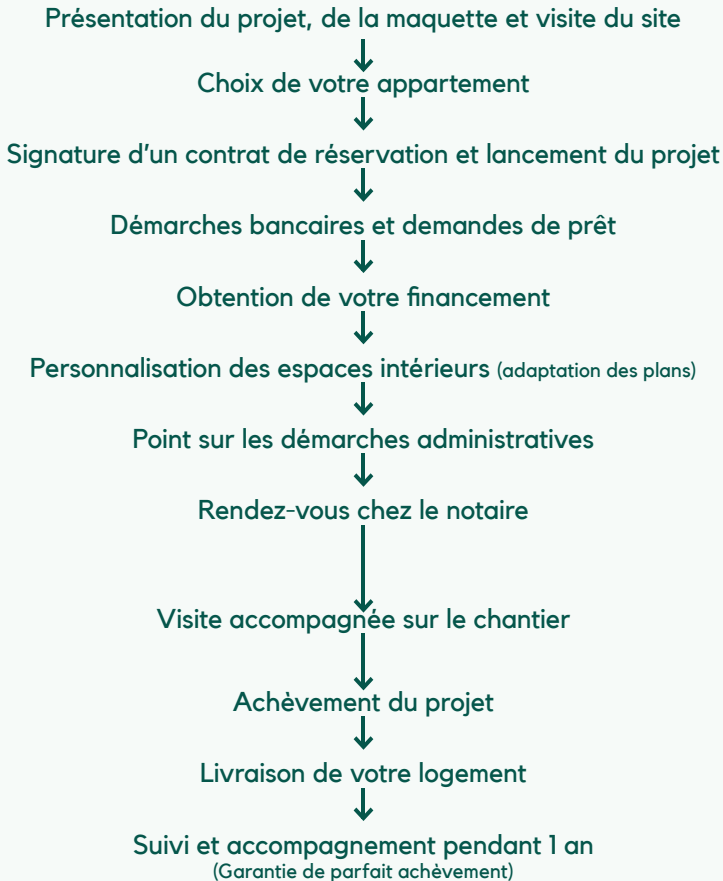 Présentation du projet, de la maquette et visite du site
Choix de votre appartement
Signature d'un contrat de réservation et lancement du projet
Démarches bancaires et demandes de prêt
Obtention de votre financement
Personnalisation des espaces intérieurs (adaptation des plans)
Point sur les démarches administratives
Rendez-vous chez le notaire
Visite accompagnée sur le chantier
Achèvement du projet
Livraison de votre logement
Suivi et accompagnement pendant 1 an
(Garantie de parfait achèvement)